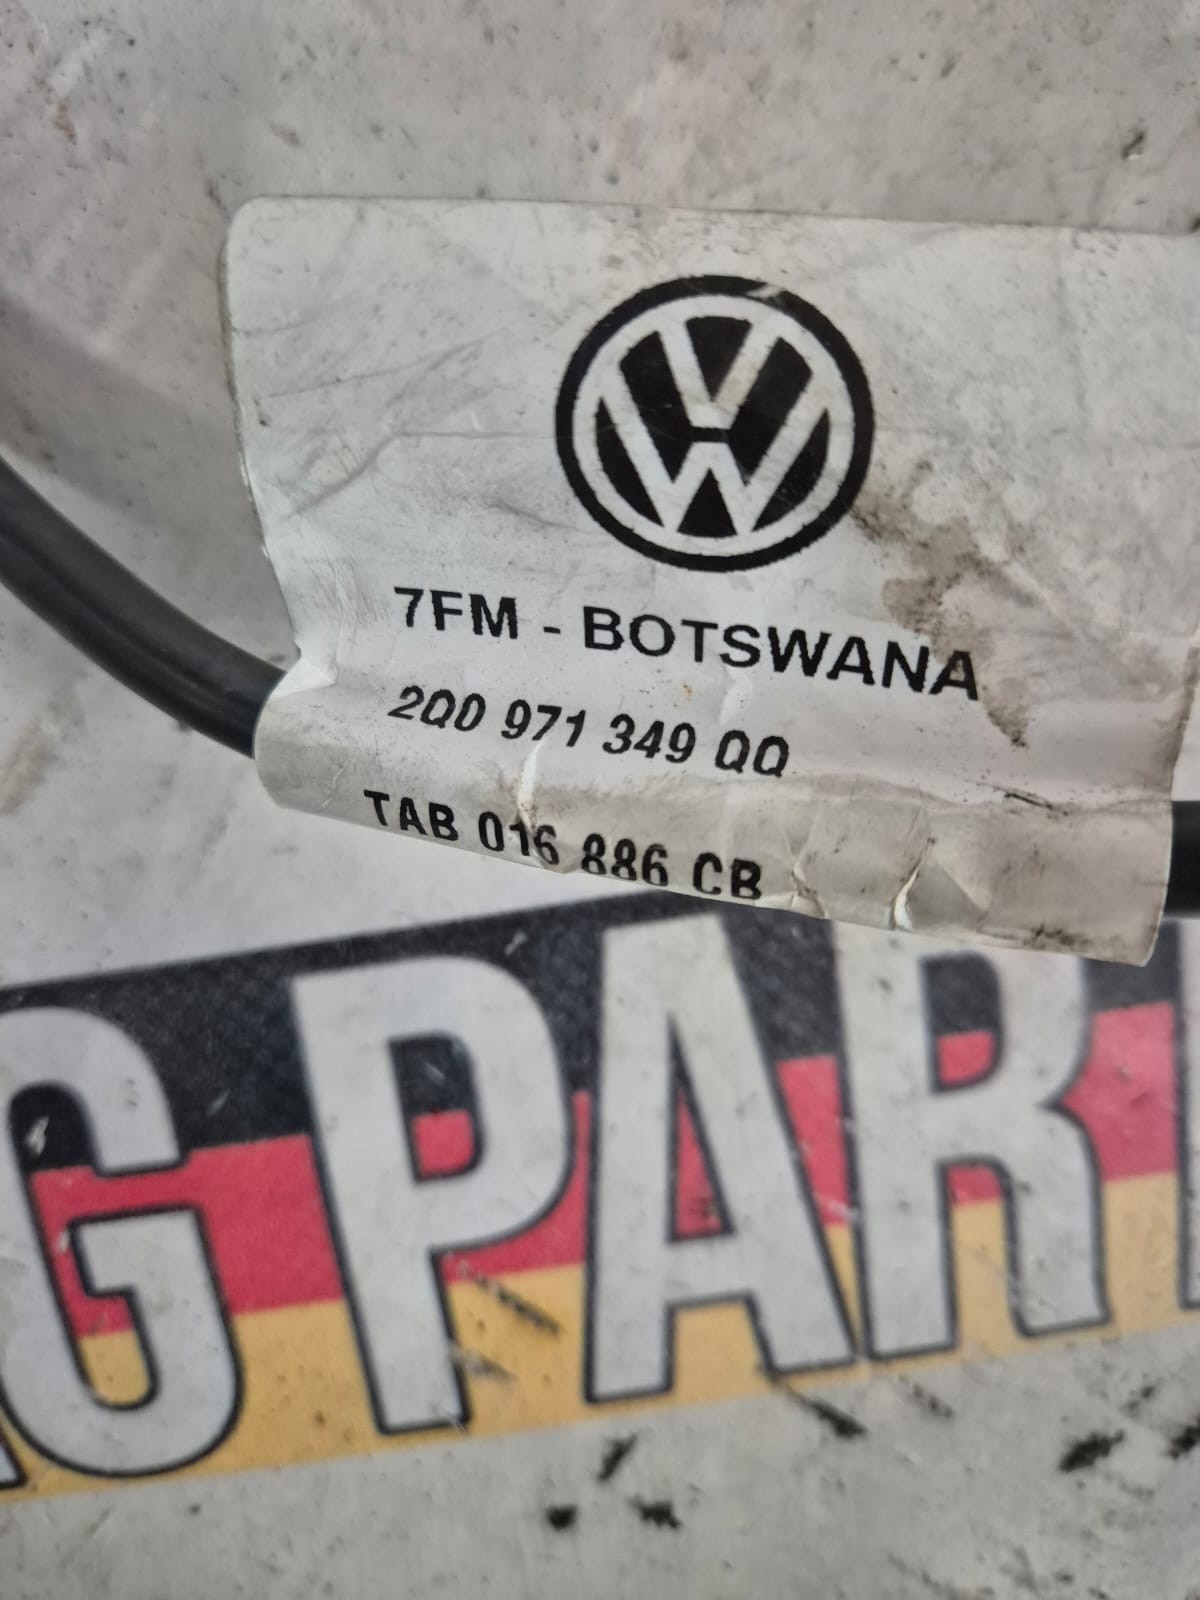 7FM - BOTSWANA
2Q0 971 349 QQ
TAB 016 886 CB
G PAR